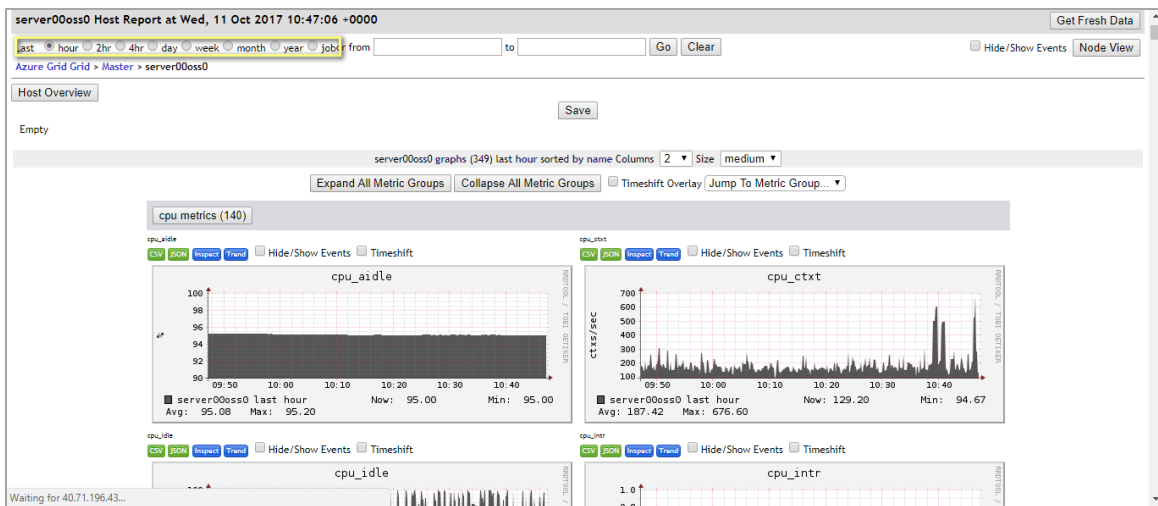 server00oss0 Host Report at Wed, 11 Oct 2017 10:47:06 +0000 Get Fresh Data
Last hour 2hr 4hr day week month year job or from to Go Clear Hide/Show Events Node View
Azure Grid Grid > Master > server00oss0
Host Overview
Save
Empty
server00oss0 graphs (349) last hour sorted by name Columns 2 Size medium
Expand All Metric Groups Collapse All Metric Groups Timeshift Overlay Jump To Metric Group...
cpu metrics (140)
cpu_aidle cpu_ctxt
CSV JSON Inspect Trend Hide/Show Events Timeshift CSV JSON Inspect Trend Hide/Show Events Timeshift
cpu_aidle
%
100
98
96
94
92
90
09:50 10:00 10:10 10:20 10:30 10:40
server00oss0 last hour Now: 95.00 Min: 95.00
Avg: 95.08 Max: 95.20
RRDTOOL / TOBI OETIKER
cpu_ctxt
ctxs/sec
700
600
500
400
300
200
100
09:50 10:00 10:10 10:20 10:30 10:40
server00oss0 last hour Now: 129.20 Min: 94.67
Avg: 187.42 Max: 676.60
RRDTOOL / TOBI OETIKER
cpu_idle cpu_intr
CSV JSON Inspect Trend Hide/Show Events Timeshift CSV JSON Inspect Trend Hide/Show Events Timeshift
cpu_idle
RRDTOOL /
cpu_intr
1.0
RRDTOOL /
Waiting for 40.71.196.43...